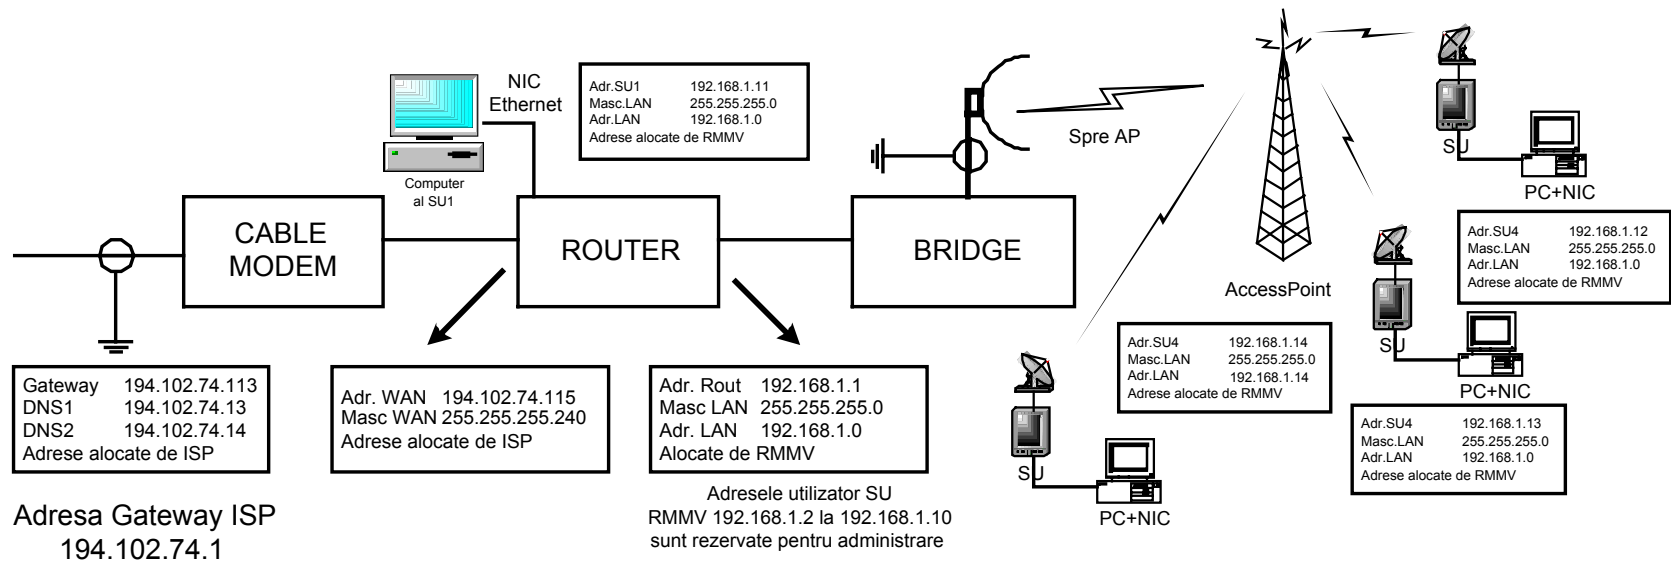 NIC
Ethernet
Adr.SU1 192.168.1.11
Masc.LAN 255.255.255.0
Adr.LAN 192.168.1.0
Adrese alocate de RMMV
Computer
al SU1
Spre AP
CABLE
MODEM
ROUTER
BRIDGE
AccessPoint
SU
PC+NIC
Adr.SU4 192.168.1.12
Masc.LAN 255.255.255.0
Adr.LAN 192.168.1.0
Adrese alocate de RMMV
SU
PC+NIC
Adr.SU4 192.168.1.13
Masc.LAN 255.255.255.0
Adr.LAN 192.168.1.0
Adrese alocate de RMMV
Adr.SU4 192.168.1.14
Masc.LAN 255.255.255.0
Adr.LAN 192.168.1.14
Adrese alocate de RMMV
SU
PC+NIC
Gateway 194.102.74.113
DNS1 194.102.74.13
DNS2 194.102.74.14
Adrese alocate de ISP
Adr. WAN 194.102.74.115
Masc WAN 255.255.255.240
Adrese alocate de ISP
Adr. Rout 192.168.1.1
Masc LAN 255.255.255.0
Adr. LAN 192.168.1.0
Alocate de RMMV
Adresa Gateway ISP
194.102.74.1
Adresele utilizator SU
RMMV 192.168.1.2 la 192.168.1.10
sunt rezervate pentru administrare